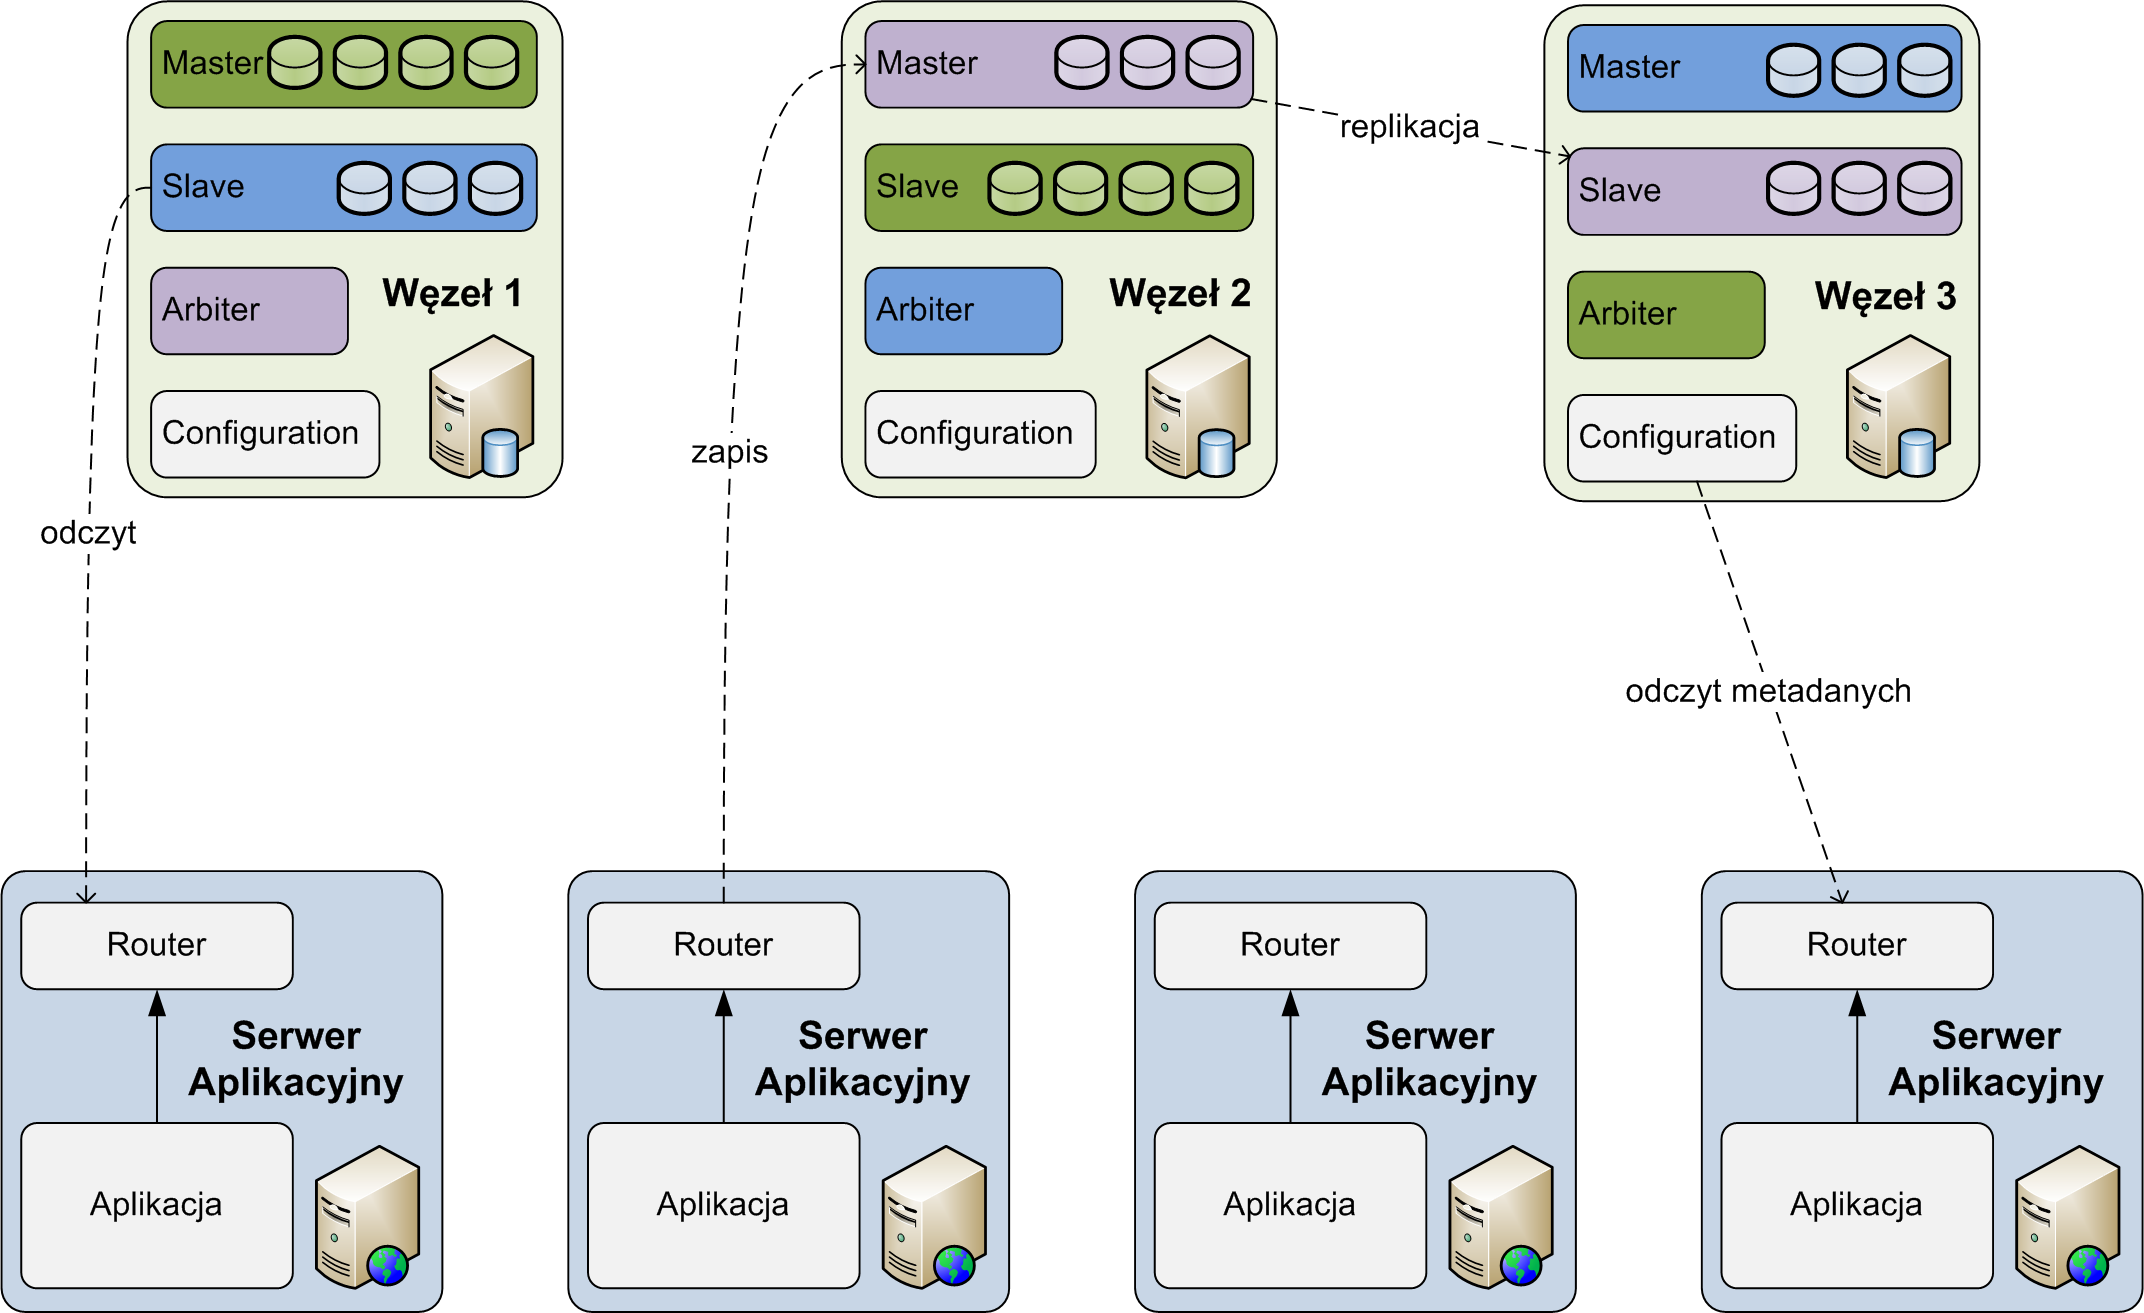 Master
Slave
Arbiter
Węzeł 1
Configuration
Master
Slave
Arbiter
Węzeł 2
Configuration
Master
Slave
Arbiter
Węzeł 3
Configuration
replikacja
zapis
odczyt
odczyt metadanych
Router
Serwer
Aplikacyjny
Aplikacja
Router
Serwer
Aplikacyjny
Aplikacja
Router
Serwer
Aplikacyjny
Aplikacja
Router
Serwer
Aplikacyjny
Aplikacja